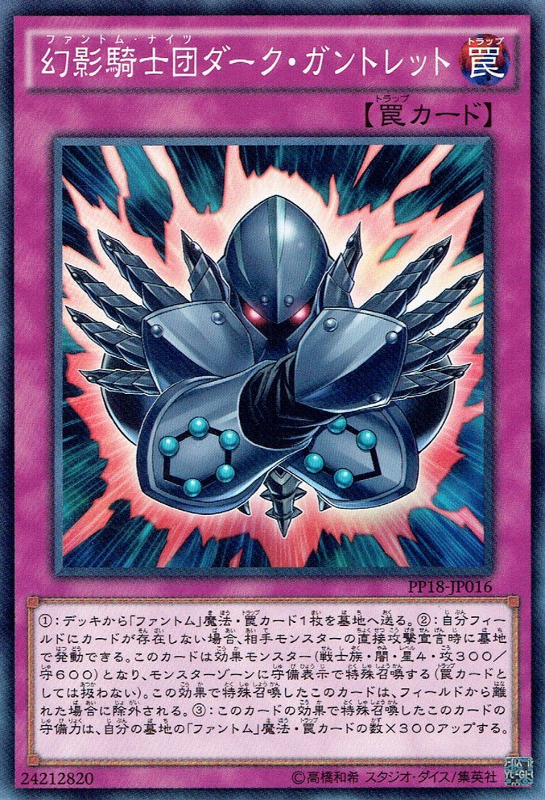 ファントム・ナイツ
幻影騎士団ダーク・ガントレット
トラップ
罠
トラップ
【罠カード】
PP18-JP016
①:デッキから「ファントム」魔法・罠カード1枚を墓地へ送る。②:自分フィー
ルドにカードが存在しない場合、相手モンスターの直接攻撃宣言時に墓地
で発動できる。このカードは効果モンスター(戦士族・闇・星4・攻300/
守600)となり、モンスターゾーンに守備表示で特殊召喚する(罠カードと
しては扱わない)。この効果で特殊召喚したこのカードは、フィールドから離
れた場合に除外される。③:このカードの効果で特殊召喚したこのカードの
守備力は、自分の墓地の「ファントム」魔法・罠カードの数×300アップする。
24212820
©高橋和希 スタジオ・ダイス/集英社